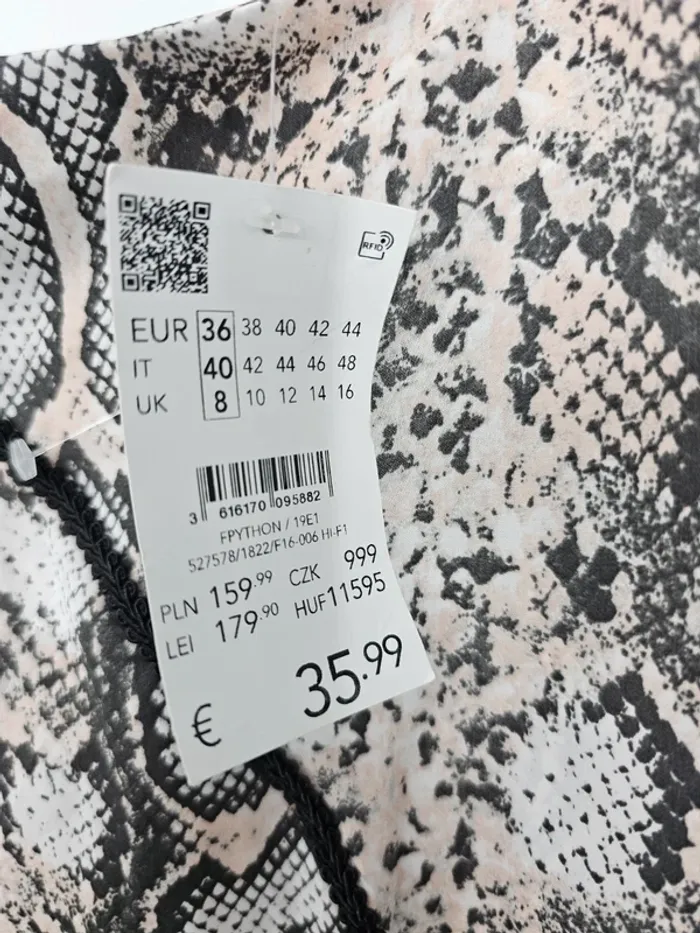 RFID
EUR 36 38 40 42 44
IT 40 42 44 46 48
UK 8 10 12 14 16
3 616170 095882
FPYTHON / 19E1
527578/1822/F16-006 HI-F1
PLN 159.99 CZK 999
LEI 179.90 HUF 11595
€ 35.99